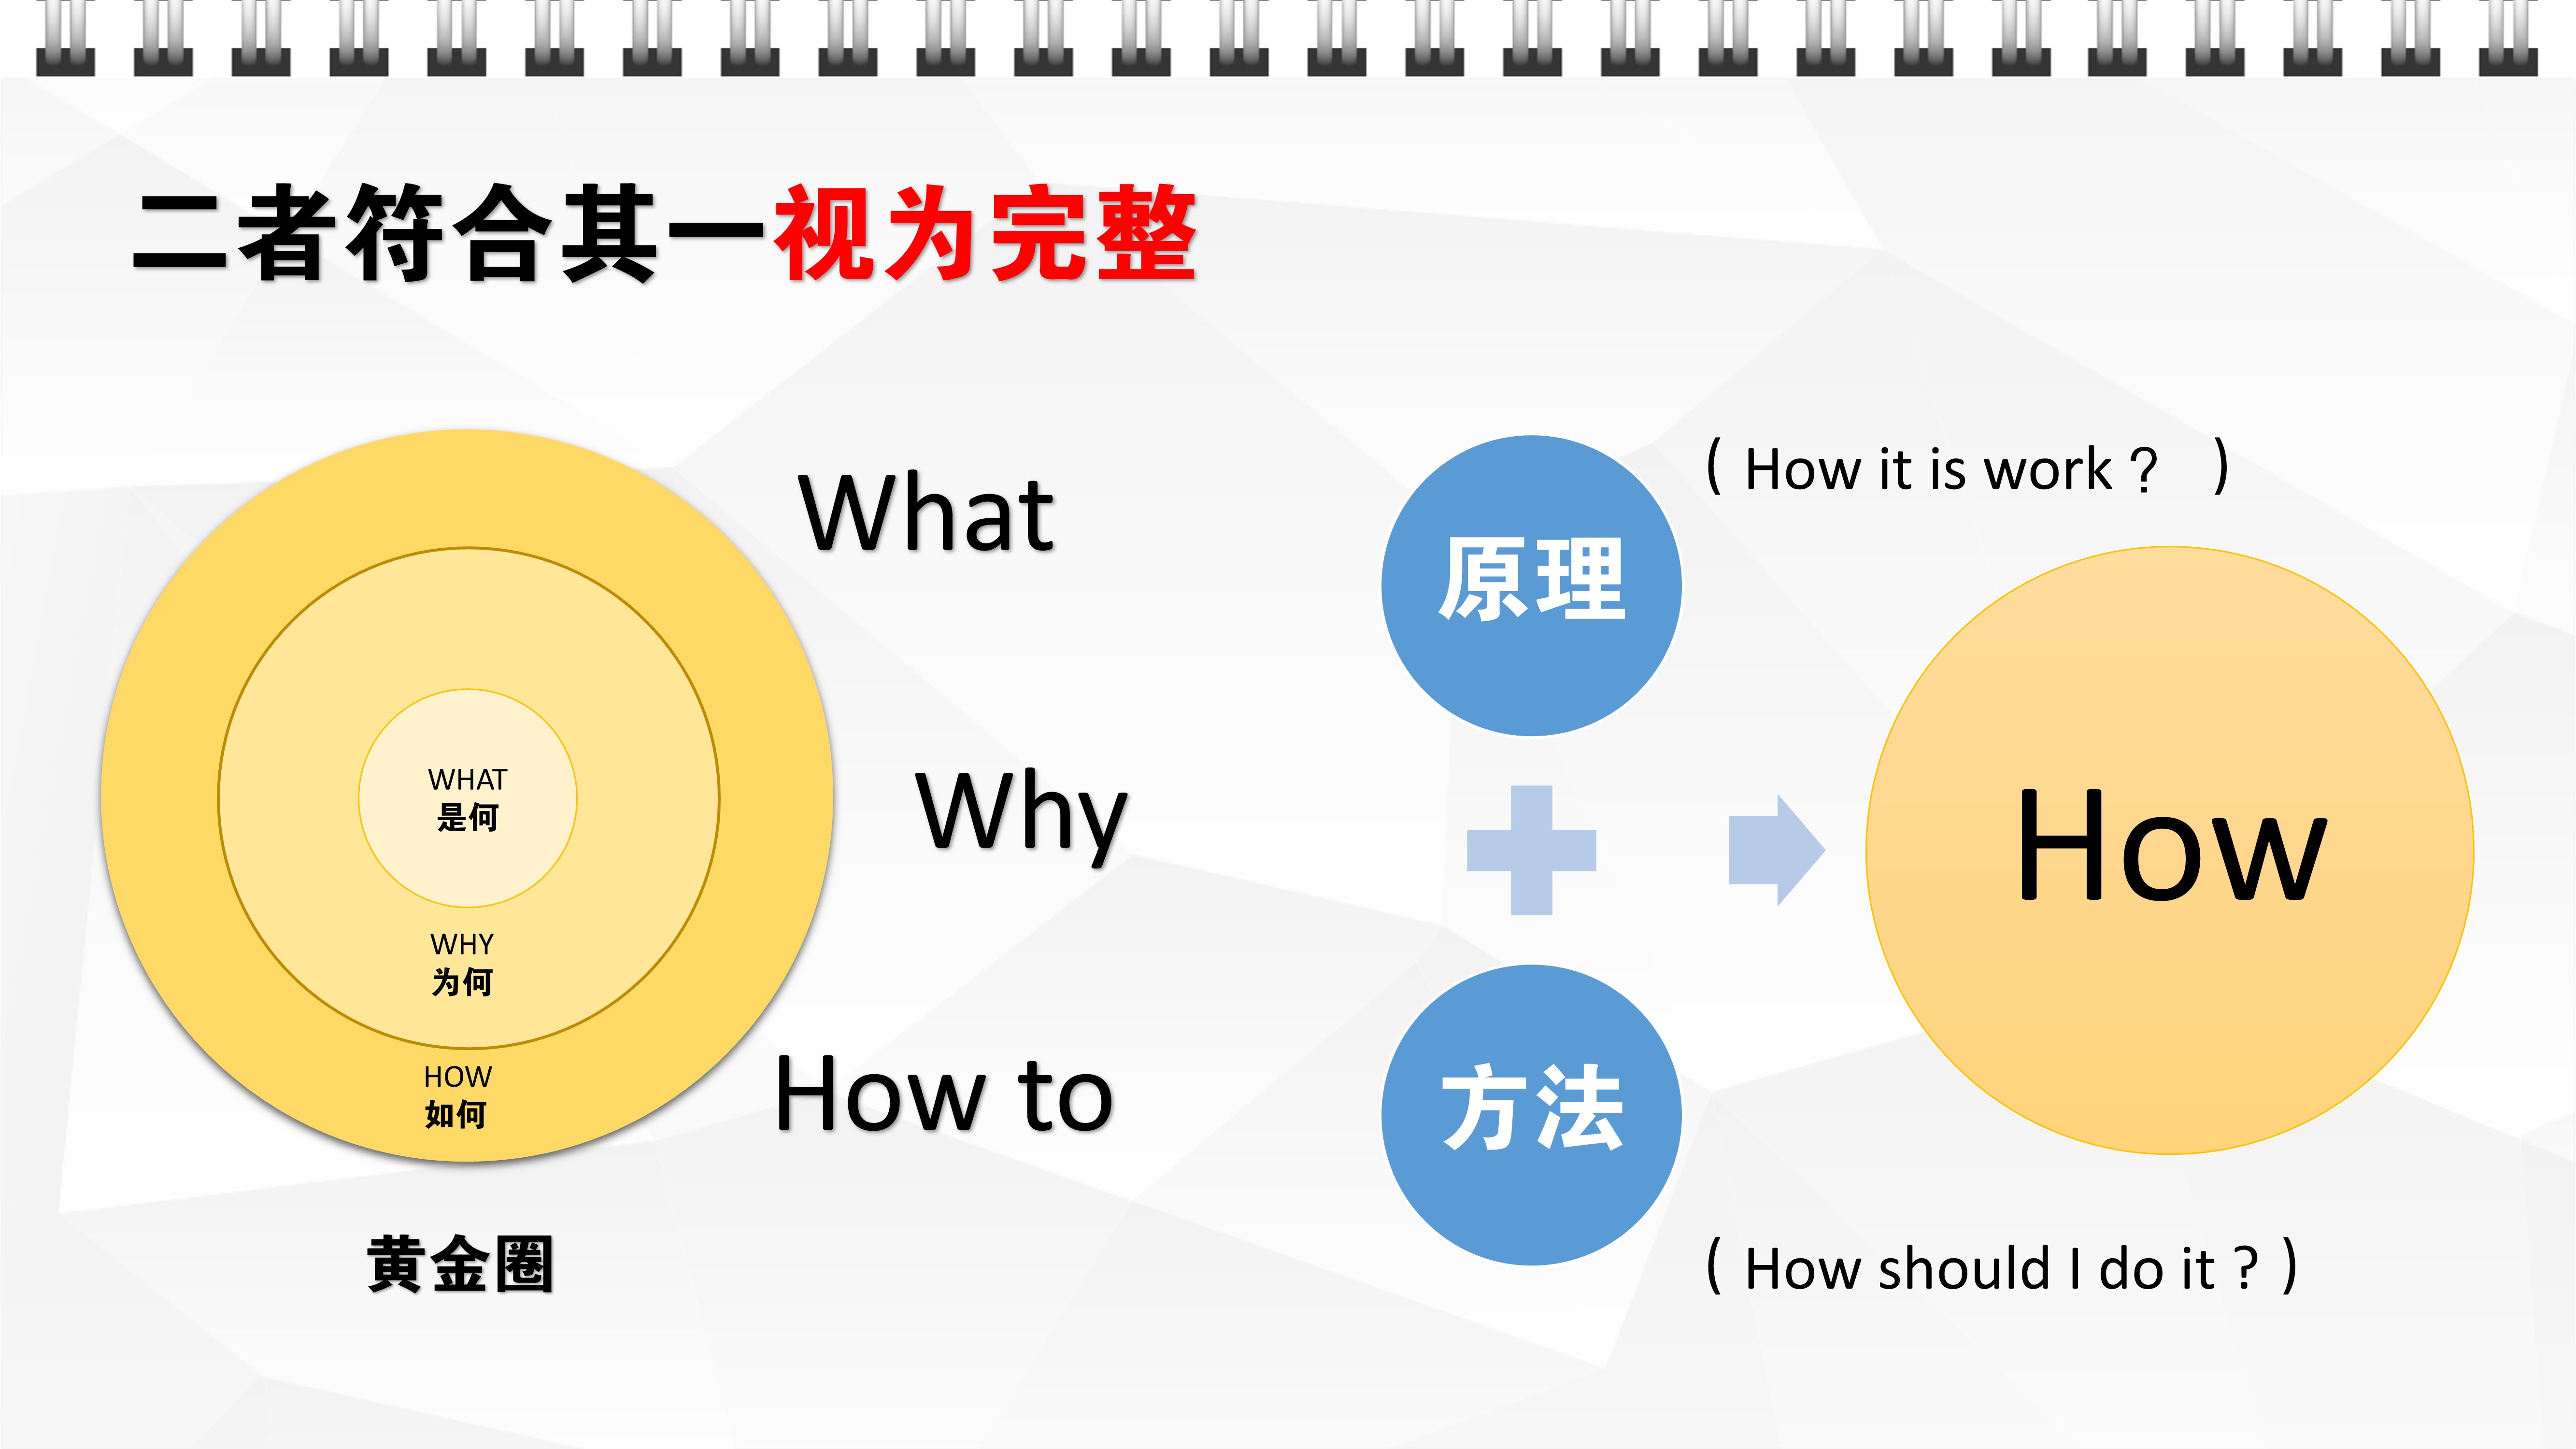 二者符合其一视为完整
WHAT
是何
WHY
为何
HOW
如何
黄金圈
What
Why
How to
原理
（How it is work？ ）
方法
（How should I do it？）
How